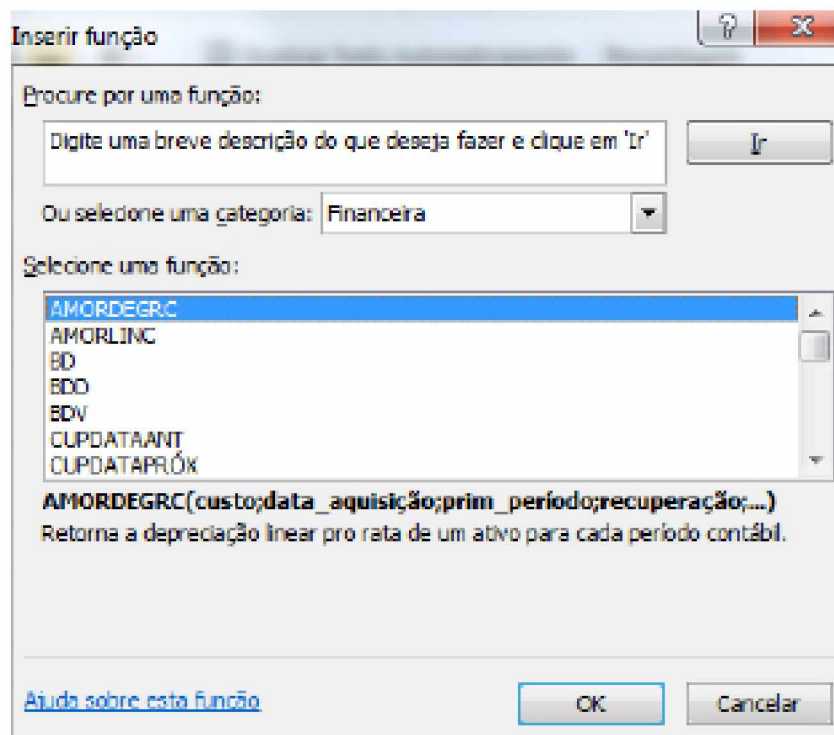 Inserir função
Procure por uma função:
Digite uma breve descrição do que deseja fazer e clique em 'Ir'
Ir
Ou selecione uma categoria: Financeira
Selecione uma função:
AMORDEGRC
AMORLINC
BD
BDD
BDV
CUPDATAANT
CUPDATAPRÓX
AMORDEGRC(custo;data_aquisição;prim_período;recuperação;...)
Retorna a depreciação linear pro rata de um ativo para cada período contábil.
Ajuda sobre esta função
OK
Cancelar